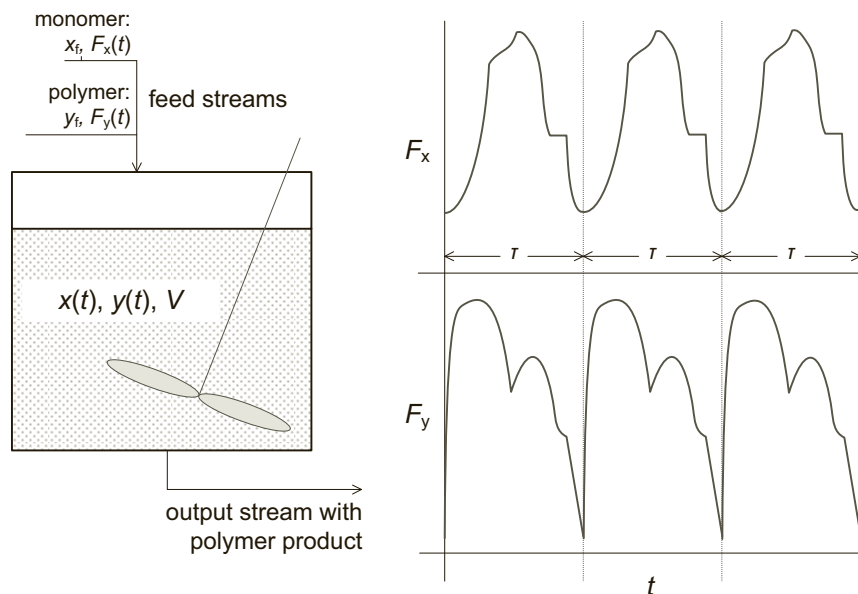 monomer:
x_f, F_x(t)
polymer:
y_f, F_y(t)
feed streams
x(t), y(t), V
output stream with
polymer product
F_x
τ τ τ
F_y
t